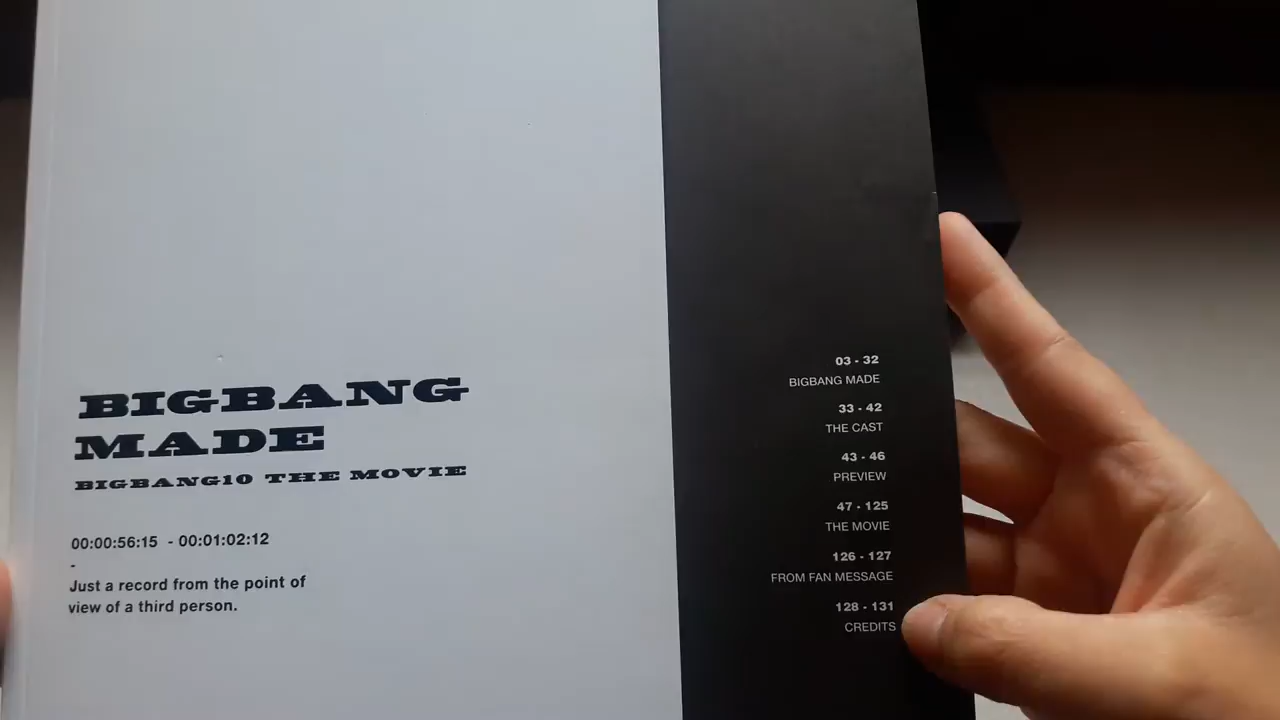 BIGBANG
MADE
BIGBANG10 THE MOVIE
00:00:56:15 - 00:01:02:12
-
Just a record from the point of
view of a third person.
03 - 32
BIGBANG MADE
33 - 42
THE CAST
43 - 46
PREVIEW
47 - 125
THE MOVIE
126 - 127
FROM FAN MESSAGE
128 - 131
CREDITS